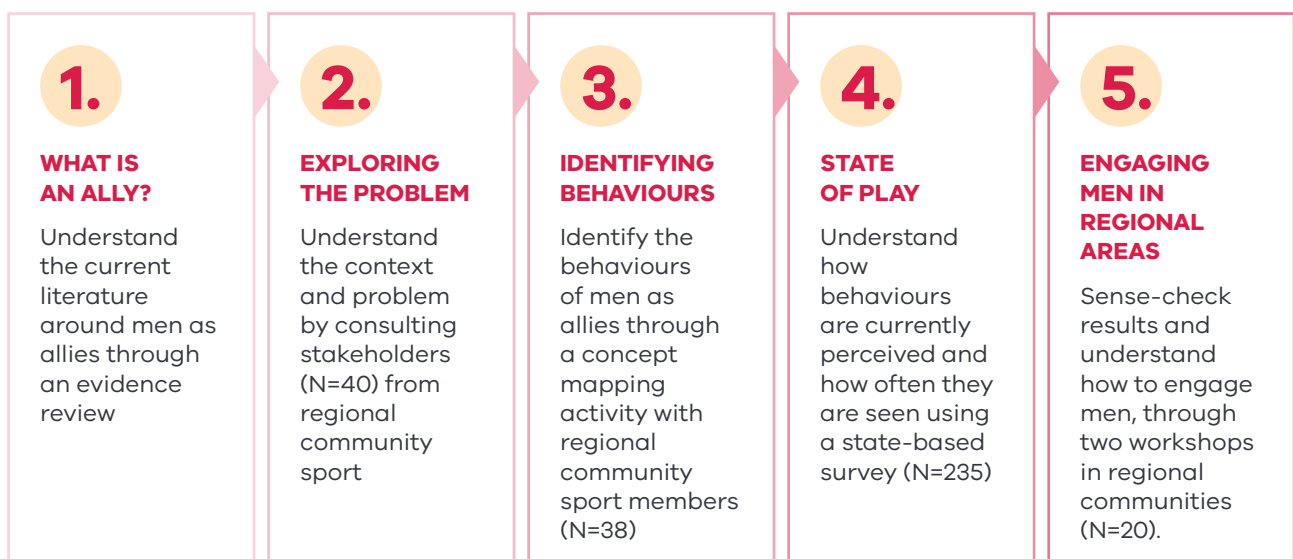 1.
WHAT IS
AN ALLY?
Understand
the current
literature
around men as
allies through
an evidence
review
2.
EXPLORING
THE PROBLEM
Understand
the context
and problem
by consulting
stakeholders
(N=40) from
regional
community
sport
3.
IDENTIFYING
BEHAVIOURS
Identify the
behaviours
of men as
allies through
a concept
mapping
activity with
regional
community
sport members
(N=38)
4.
STATE
OF PLAY
Understand
how
behaviours
are currently
perceived and
how often they
are seen using
a state-based
survey (N=235)
5.
ENGAGING
MEN IN
REGIONAL
AREAS
Sense-check
results and
understand
how to engage
men, through
two workshops
in regional
communities
(N=20).